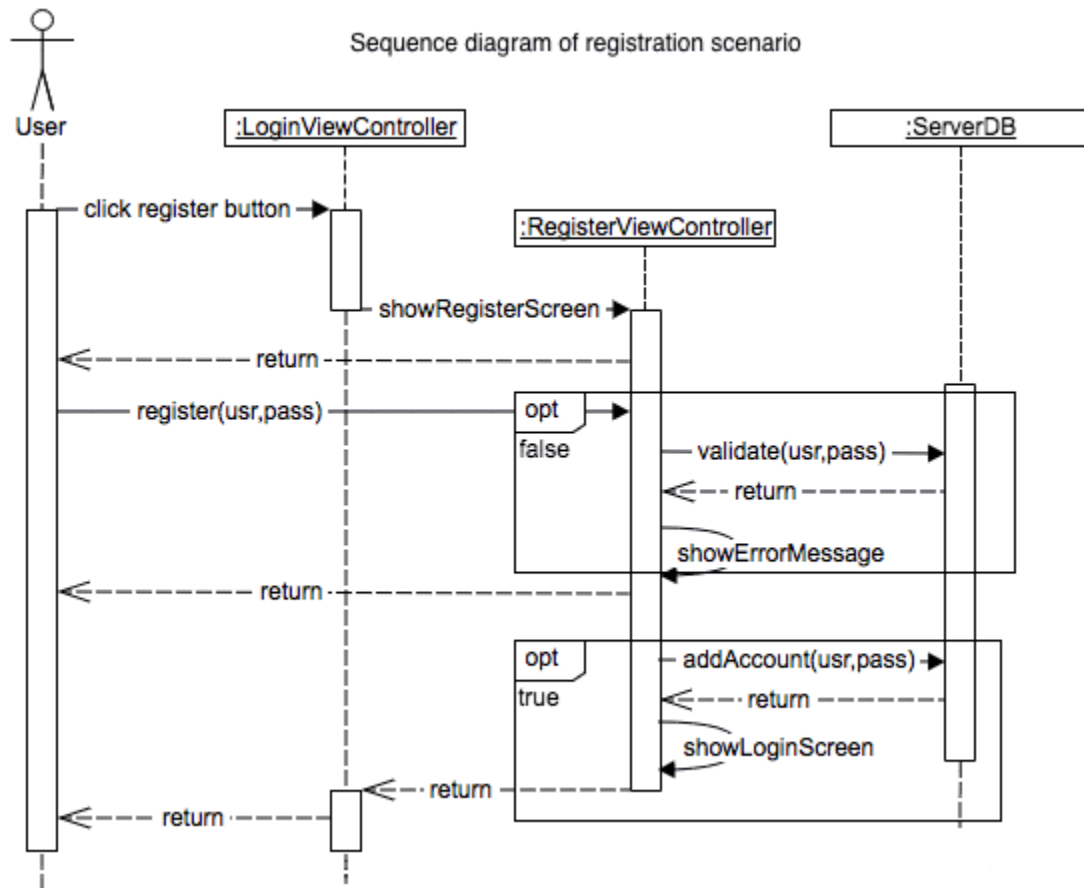 Sequence diagram of registration scenario
User
:LoginViewController
:ServerDB
click register button
:RegisterViewController
showRegisterScreen
return
register(usr,pass)
opt
false
validate(usr,pass)
return
showErrorMessage
return
opt
addAccount(usr,pass)
true
return
showLoginScreen
return
return